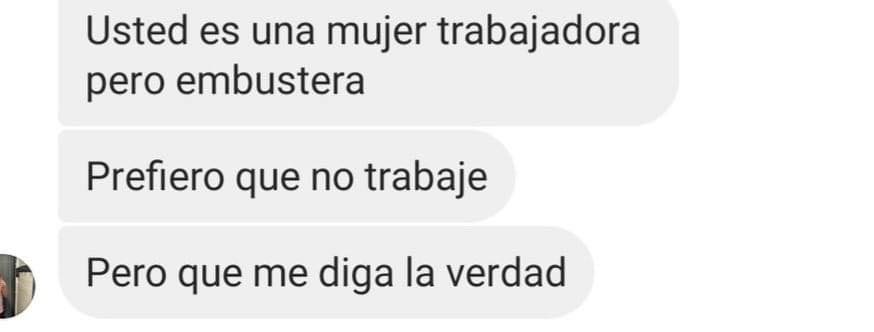 Usted es una mujer trabajadora
pero embustera
Prefiero que no trabaje
Pero que me diga la verdad